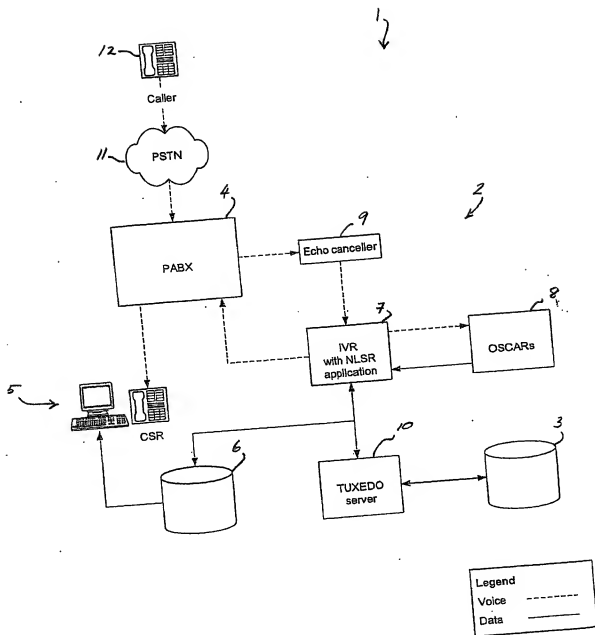 1
12
Caller
11
PSTN
4
2
9
PABX
Echo canceller
7
8
IVR
with NLSR
application
OSCARs
5
CSR
6
10
3
TUXEDO
server
Legend
Voice
Data